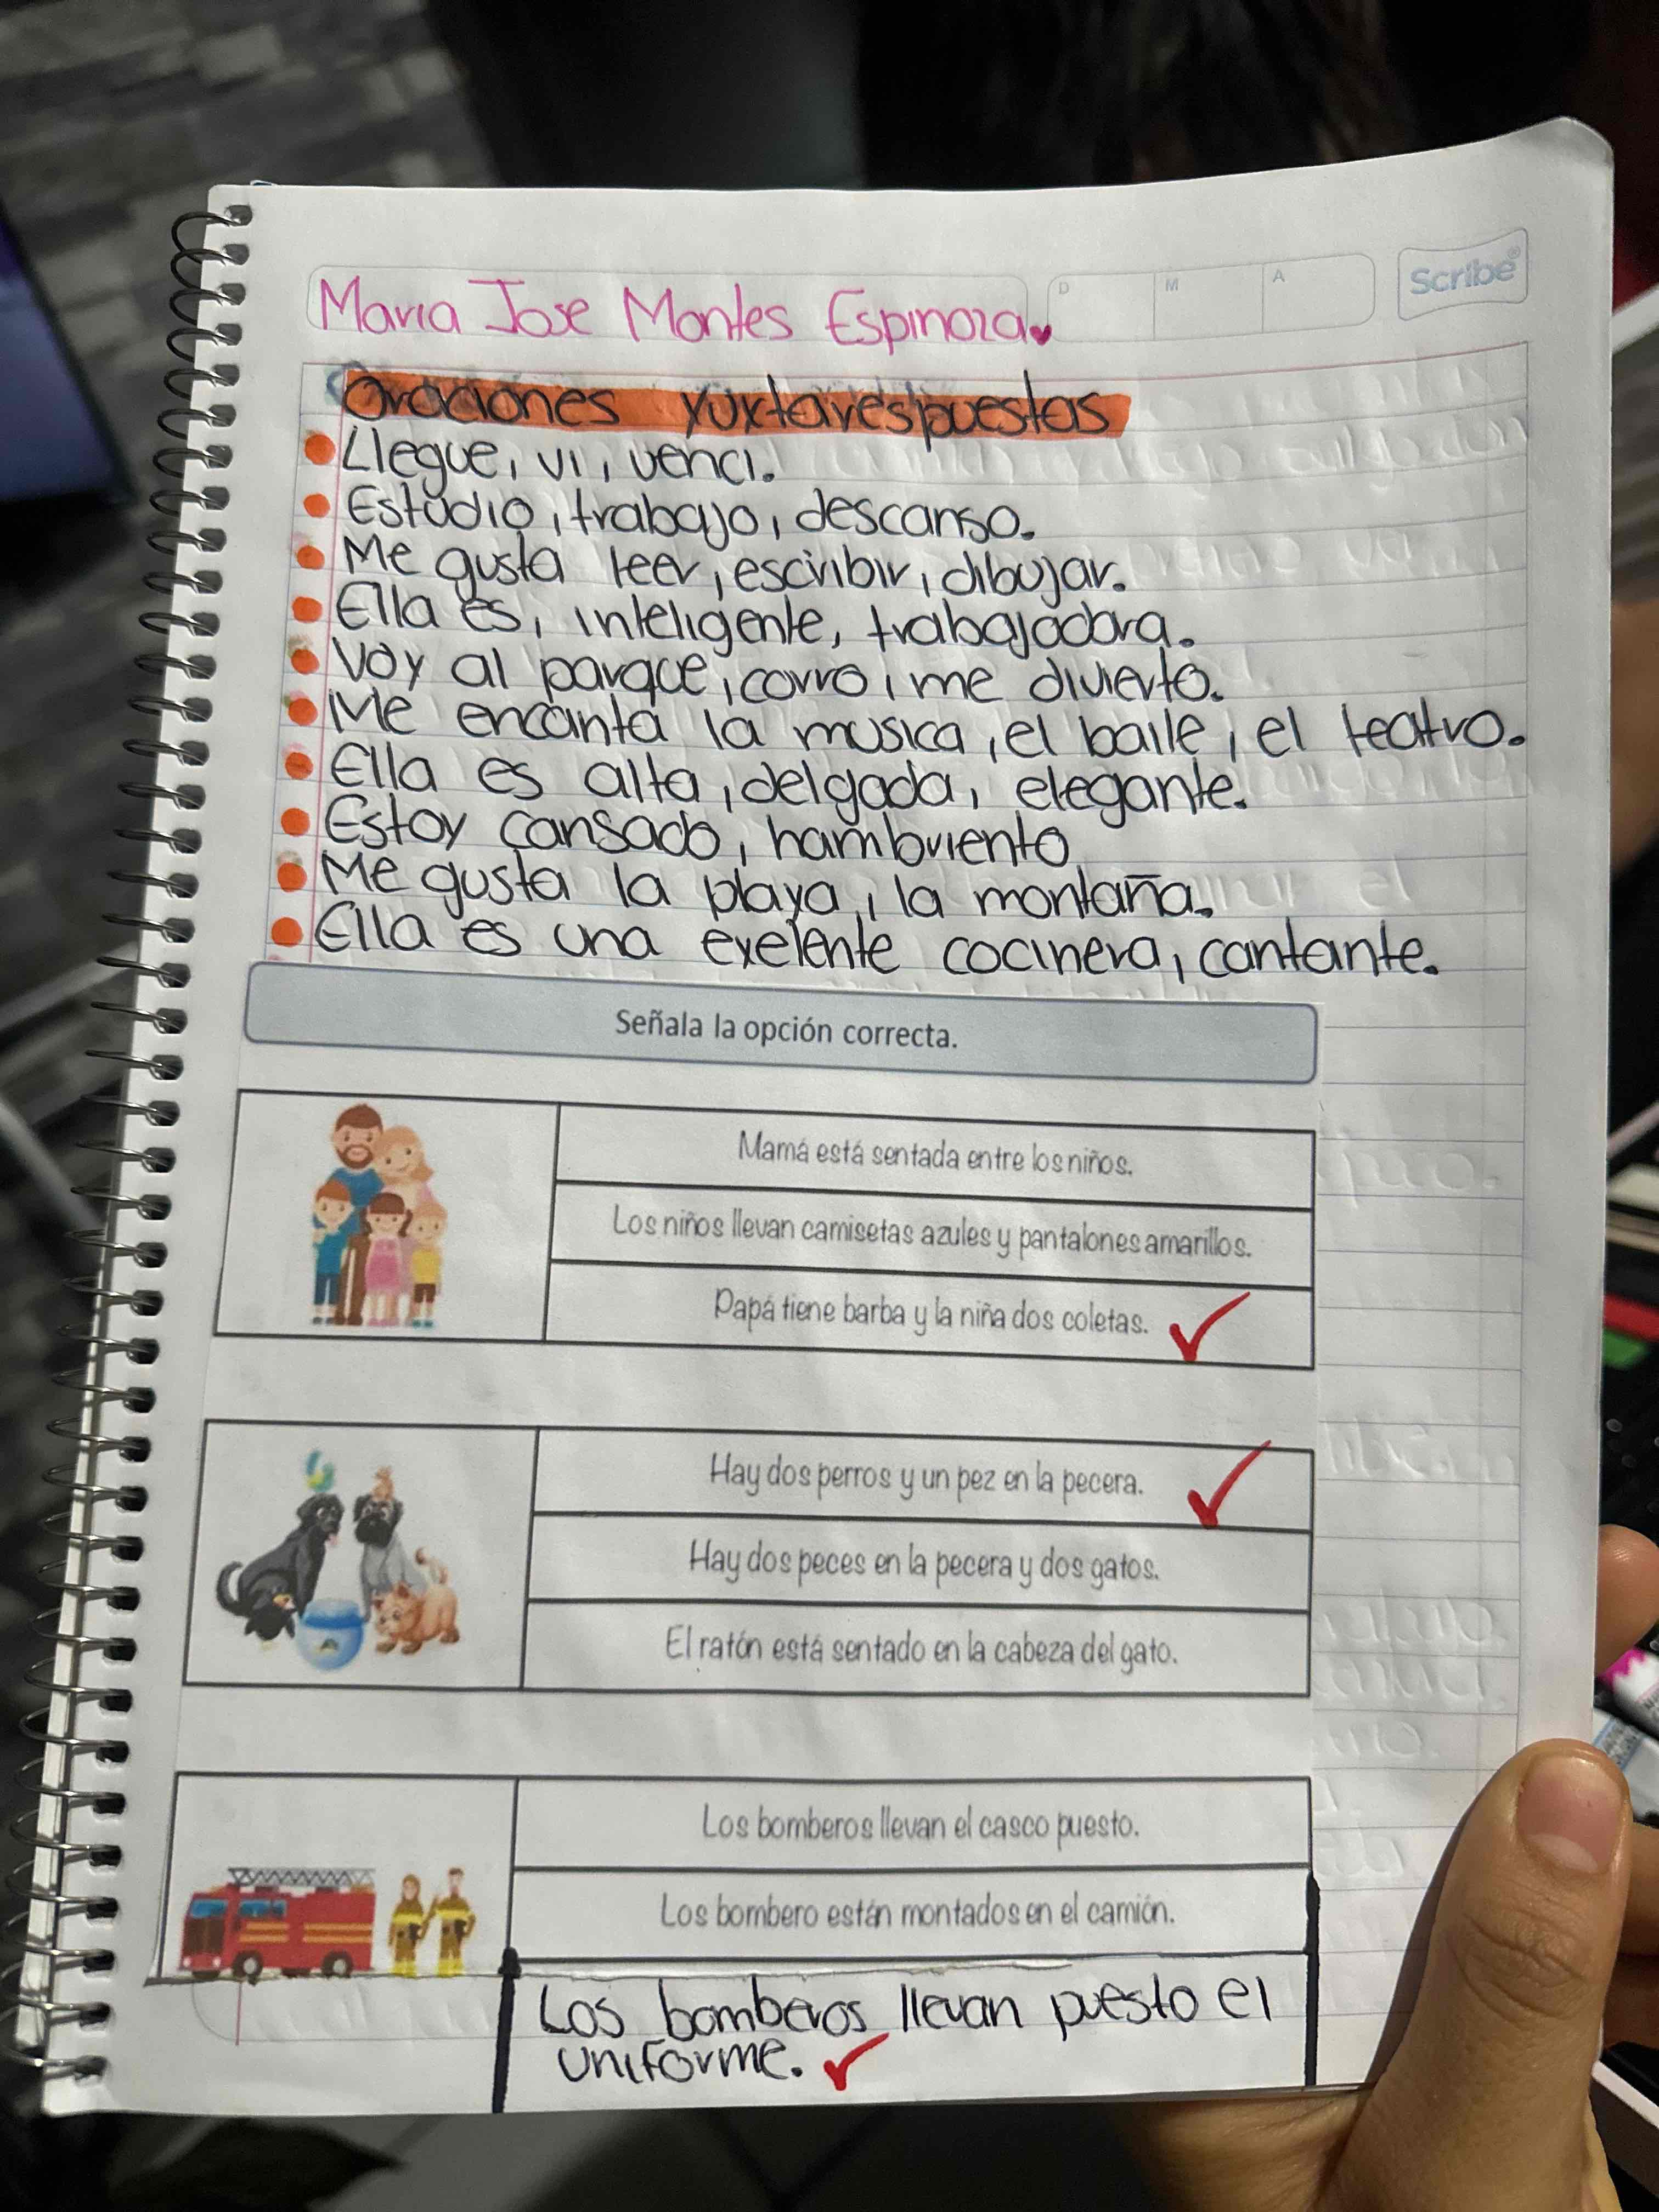 Maria Jose Montes Espinoza
D M A
Scribe
Oraciones Yuxtarespuestas
Llegue, vi, venci.
Estudio, trabajo, descanso.
Me gusta leer, escribir, dibujar.
Ella es, inteligente, trabajadora.
Voy al parque, corro, me divierto.
Me encanta la musica, el baile, el teatro.
Ella es alta, delgada, elegante.
Estoy cansado, hambriento
Me gusta la playa, la montaña.
Ella es una exelente cocinera, cantante.
Señala la opción correcta.
Mamá está sentada entre los niños.
Los niños llevan camisetas azules y pantalones amarillos.
Papá tiene barba y la niña dos coletas.
Hay dos perros y un pez en la pecera.
Hay dos peces en la pecera y dos gatos.
El ratón está sentado en la cabeza del gato.
Los bomberos llevan el casco puesto.
Los bombero están montados en el camión.
Los bomberos llevan puesto el
uniforme.